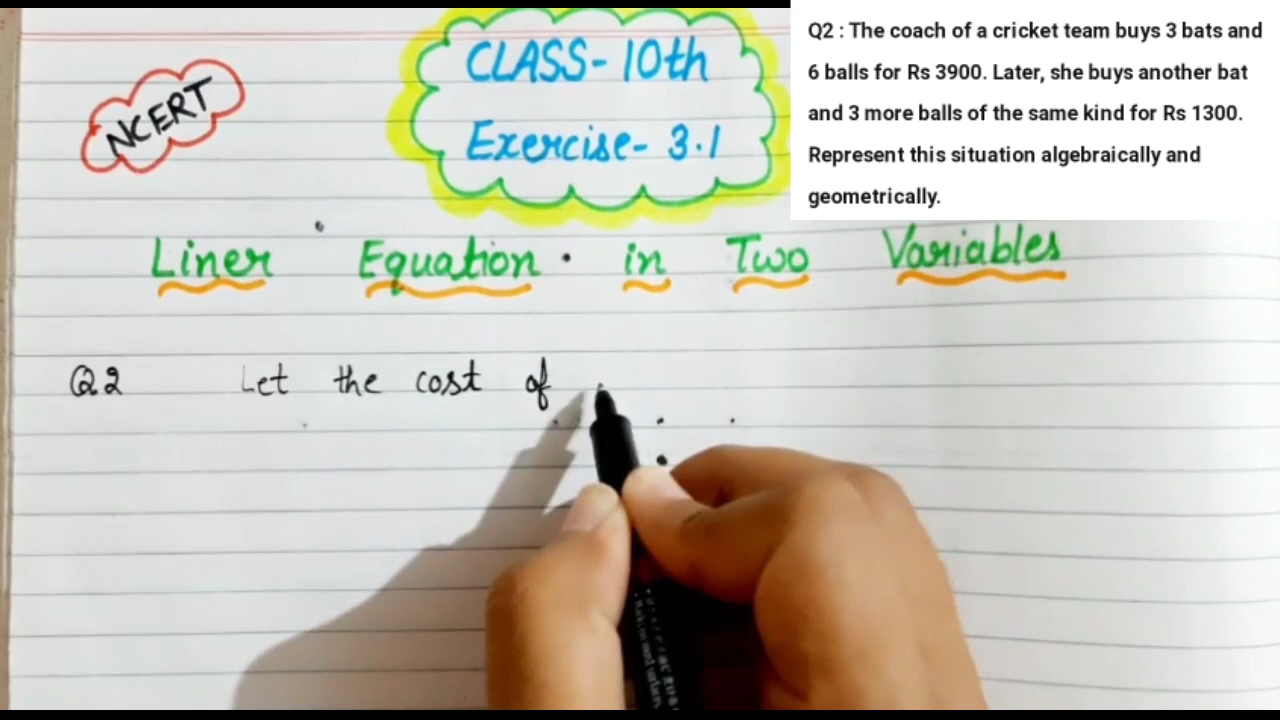 NCERT
CLASS-10th
Exercise- 3.1
Q2 : The coach of a cricket team buys 3 bats and
6 balls for Rs 3900. Later, she buys another bat
and 3 more balls of the same kind for Rs 1300.
Represent this situation algebraically and
geometrically.
Liner Equation in Two Variables
Q2 Let the cost of